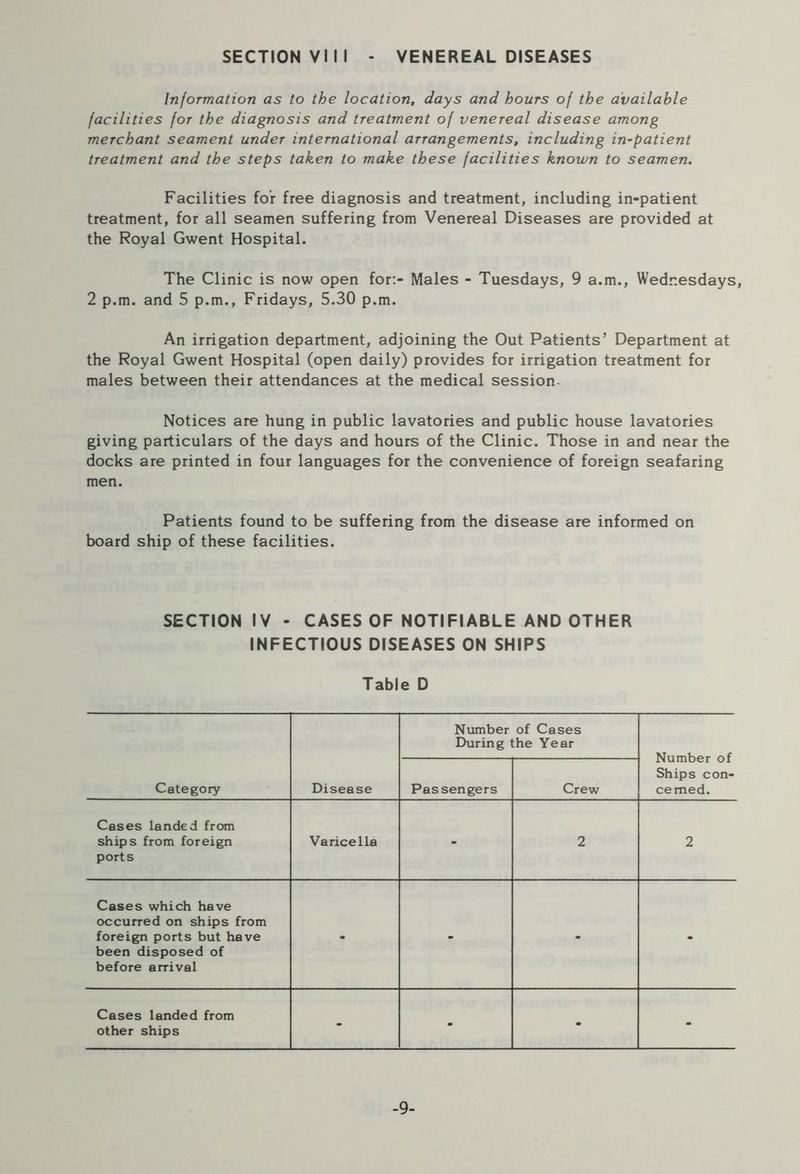 SECTION VIII - VENEREAL DISEASES
Information as to the location, days and hours of the available
facilities for the diagnosis and treatment of venereal disease among
merchant seament under international arrangements, including in-patient
treatment and the steps taken to make these facilities known to seamen.
Facilities for free diagnosis and treatment, including in-patient
treatment, for all seamen suffering from Venereal Diseases are provided at
the Royal Gwent Hospital.
The Clinic is now open for:- Males - Tuesdays, 9 a.m., Wednesdays,
2 p.m. and 5 p.m., Fridays, 5.30 p.m.
An irrigation department, adjoining the Out Patients' Department at
the Royal Gwent Hospital (open daily) provides for irrigation treatment for
males between their attendances at the medical session.
Notices are hung in public lavatories and public house lavatories
giving particulars of the days and hours of the Clinic. Those in and near the
docks are printed in four languages for the convenience of foreign seafaring
men.
Patients found to be suffering from the disease are informed on
board ship of these facilities.
SECTION IV - CASES OF NOTIFIABLE AND OTHER
INFECTIOUS DISEASES ON SHIPS
Table D
Category Disease Number of Cases
During the Year
Passengers Crew
Number of
Ships con-
cerned.
Cases landed from
ships from foreign Varicella - 2 2
ports
Cases which have
occurred on ships from
foreign ports but have - - - -
been disposed of
before arrival
Cases landed from
other ships - - - -
-9-